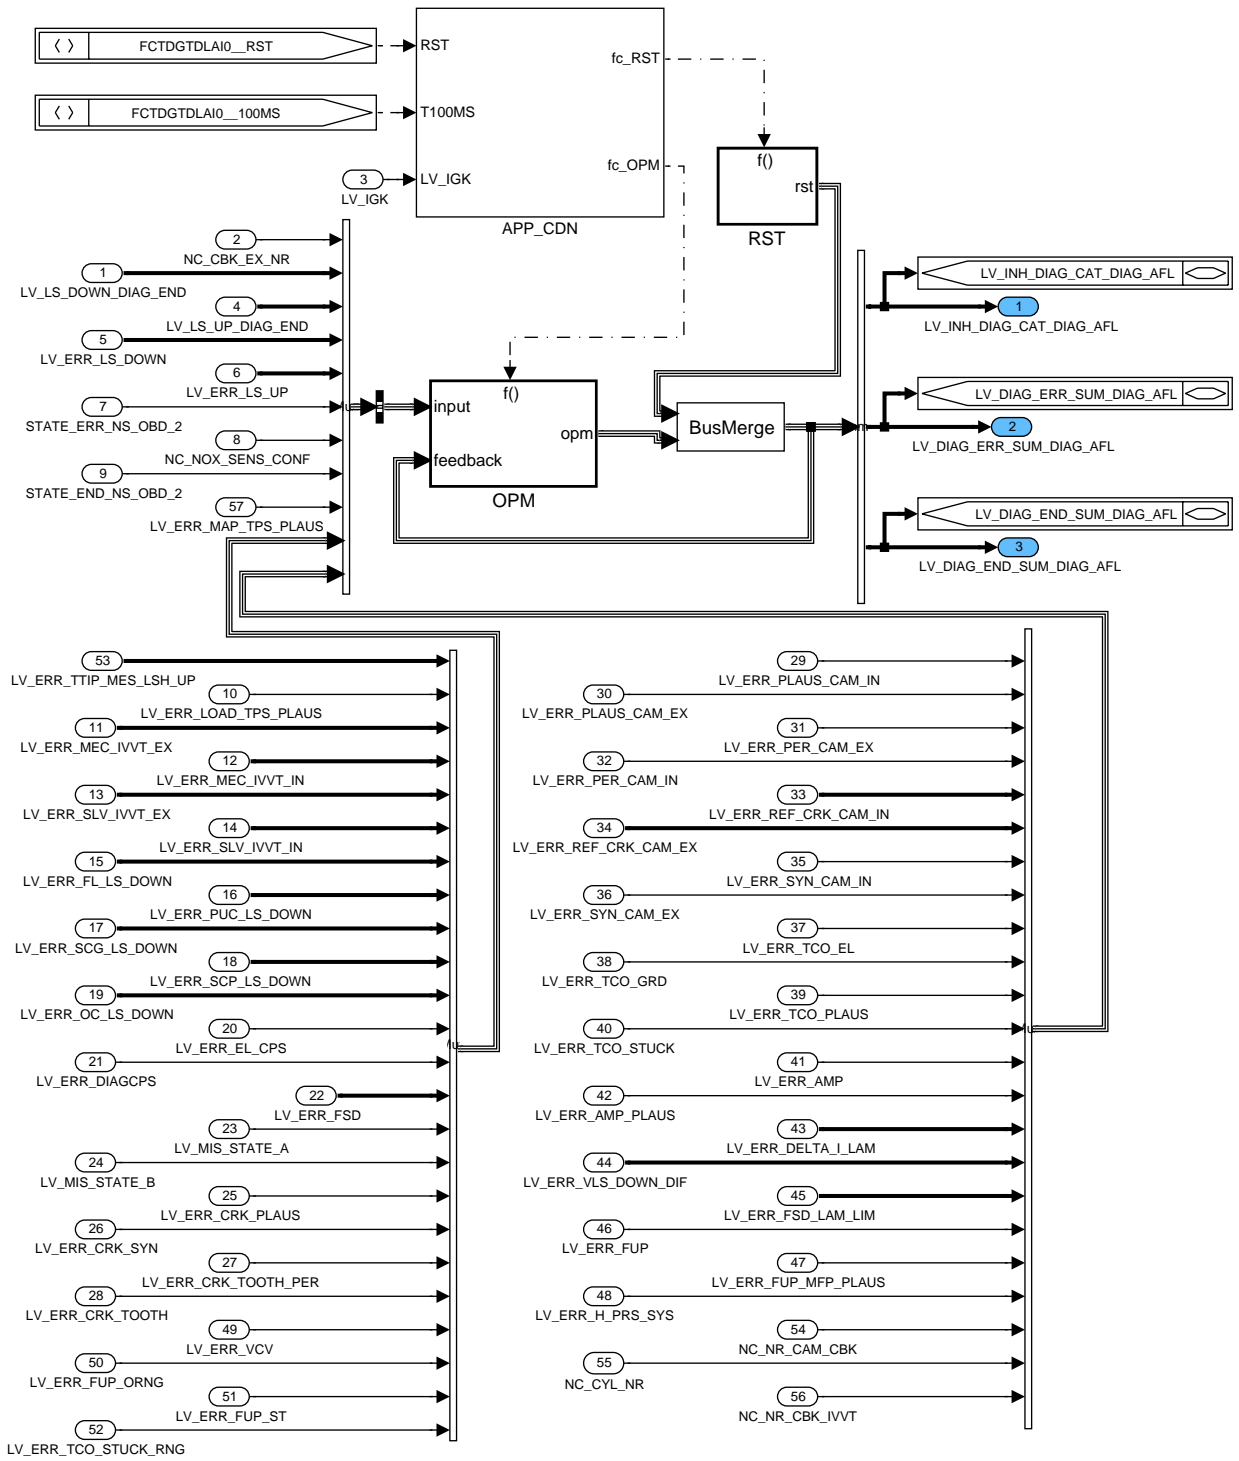 FCTDGTDLAI0__RST
RST
fc_RST
FCTDGTDLAI0__100MS
T100MS
fc_OPM
3
LV_IGK
LV_IGK
APP_CDN
f()
rst
RST
2
NC_CBK_EX_NR
1
LV_LS_DOWN_DIAG_END
4
LV_LS_UP_DIAG_END
5
LV_ERR_LS_DOWN
6
LV_ERR_LS_UP
7
STATE_ERR_NS_OBD_2
8
NC_NOX_SENS_CONF
9
STATE_END_NS_OBD_2
57
LV_ERR_MAP_TPS_PLAUS
f()
input
opm
feedback
OPM
BusMerge
LV_INH_DIAG_CAT_DIAG_AFL
1
LV_INH_DIAG_CAT_DIAG_AFL
LV_DIAG_ERR_SUM_DIAG_AFL
2
LV_DIAG_ERR_SUM_DIAG_AFL
LV_DIAG_END_SUM_DIAG_AFL
3
LV_DIAG_END_SUM_DIAG_AFL
53
LV_ERR_TTIP_MES_LSH_UP
10
LV_ERR_LOAD_TPS_PLAUS
11
LV_ERR_MEC_IVVT_EX
12
LV_ERR_MEC_IVVT_IN
13
LV_ERR_SLV_IVVT_EX
14
LV_ERR_SLV_IVVT_IN
15
LV_ERR_FL_LS_DOWN
16
LV_ERR_PUC_LS_DOWN
17
LV_ERR_SCG_LS_DOWN
18
LV_ERR_SCP_LS_DOWN
19
LV_ERR_OC_LS_DOWN
20
LV_ERR_EL_CPS
21
LV_ERR_DIAGCPS
22
LV_ERR_FSD
23
LV_MIS_STATE_A
24
LV_MIS_STATE_B
25
LV_ERR_CRK_PLAUS
26
LV_ERR_CRK_SYN
27
LV_ERR_CRK_TOOTH_PER
28
LV_ERR_CRK_TOOTH
49
LV_ERR_VCV
50
LV_ERR_FUP_ORNG
51
LV_ERR_FUP_ST
52
LV_ERR_TCO_STUCK_RNG
29
LV_ERR_PLAUS_CAM_IN
30
LV_ERR_PLAUS_CAM_EX
31
LV_ERR_PER_CAM_EX
32
LV_ERR_PER_CAM_IN
33
LV_ERR_REF_CRK_CAM_IN
34
LV_ERR_REF_CRK_CAM_EX
35
LV_ERR_SYN_CAM_IN
36
LV_ERR_SYN_CAM_EX
37
LV_ERR_TCO_EL
38
LV_ERR_TCO_GRD
39
LV_ERR_TCO_PLAUS
40
LV_ERR_TCO_STUCK
41
LV_ERR_AMP
42
LV_ERR_AMP_PLAUS
43
LV_ERR_DELTA_I_LAM
44
LV_ERR_VLS_DOWN_DIF
45
LV_ERR_FSD_LAM_LIM
46
LV_ERR_FUP
47
LV_ERR_FUP_MFP_PLAUS
48
LV_ERR_H_PRS_SYS
54
NC_NR_CAM_CBK
55
NC_CYL_NR
56
NC_NR_CBK_IVVT